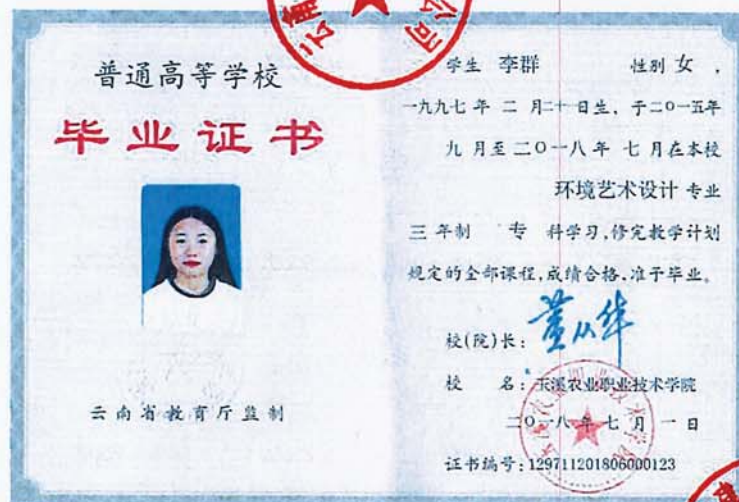 普通高等学校
毕业证书
云南省教育厅监制
学生 李群 性别 女 ,
一九九七年 二 月二十日生, 于二〇一五年
九 月至二〇一八年 七 月在本校
环境艺术设计 专业
三 年制 专 科学习,修完教学计划
规定的全部课程,成绩合格,准予毕业。
校(院)长: 董从华
校 名: 玉溪农业职业技术学院
二〇一八年七月一日
证书编号: 129711201806000123